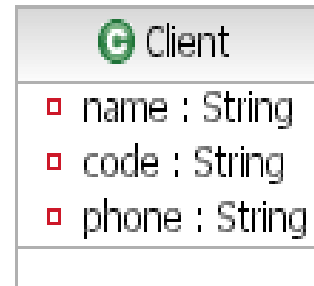 C Client
name : String
code : String
phone : String